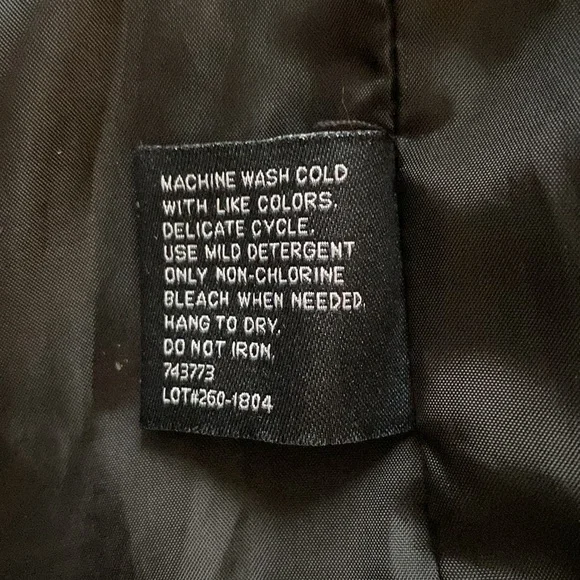 MACHINE WASH COLD
WITH LIKE COLORS.
DELICATE CYCLE.
USE MILD DETERGENT
ONLY NON-CHLORINE
BLEACH WHEN NEEDED.
HANG TO DRY.
DO NOT IRON.
743773
LOT#260-1804